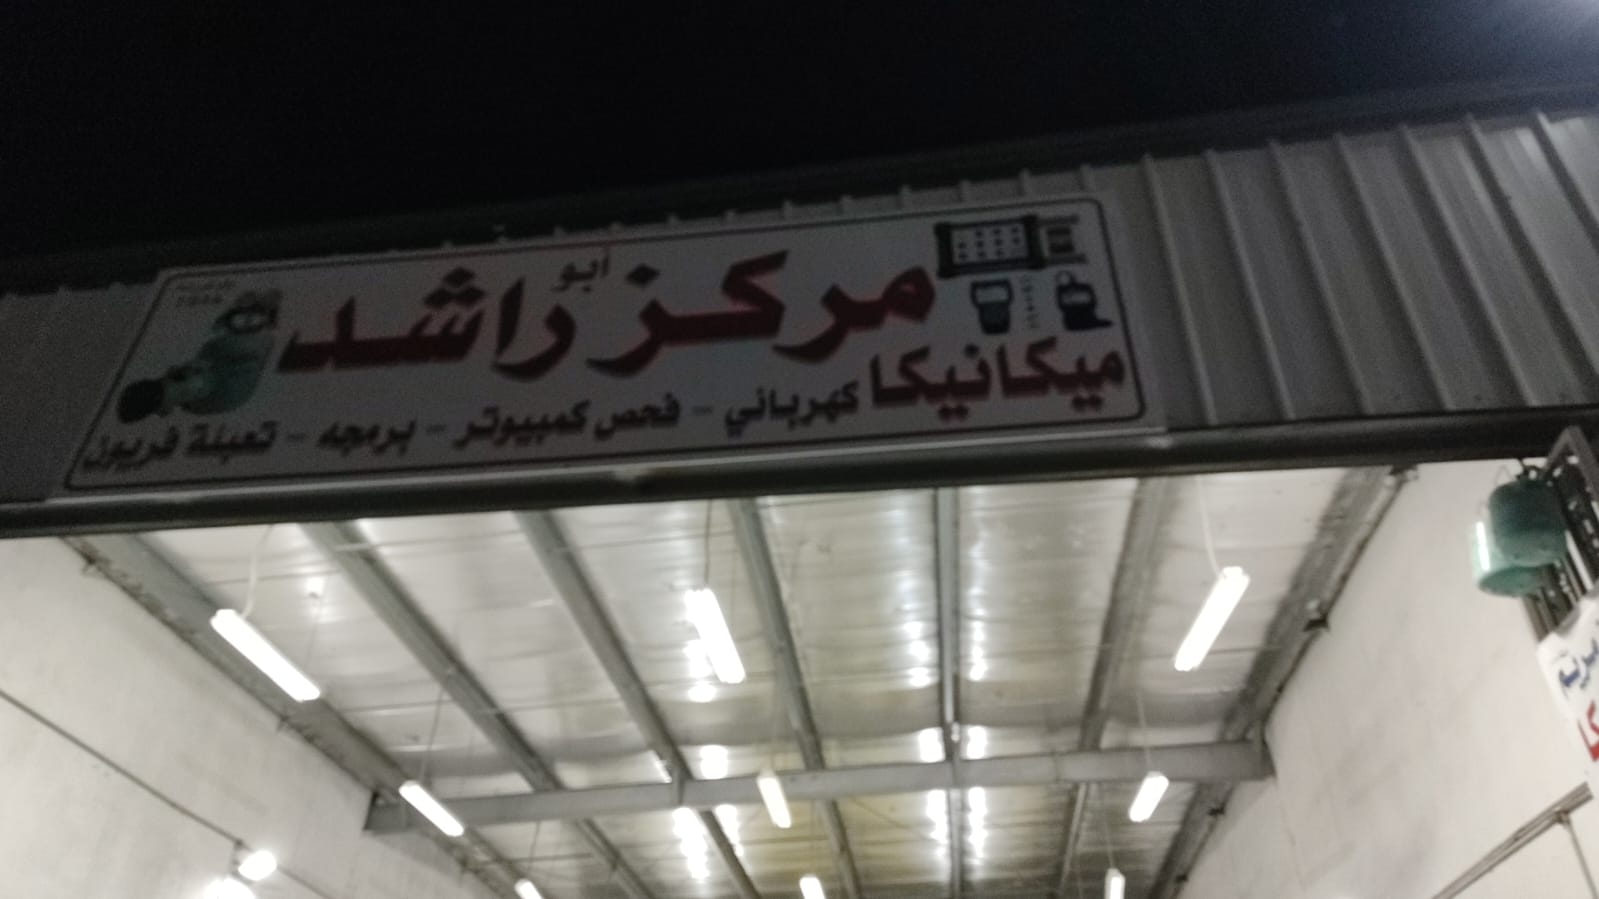 مركز أبو راشد
ميكانيكا كهربائي - فحص كمبيوتر - برمجه - تعبئة فريون